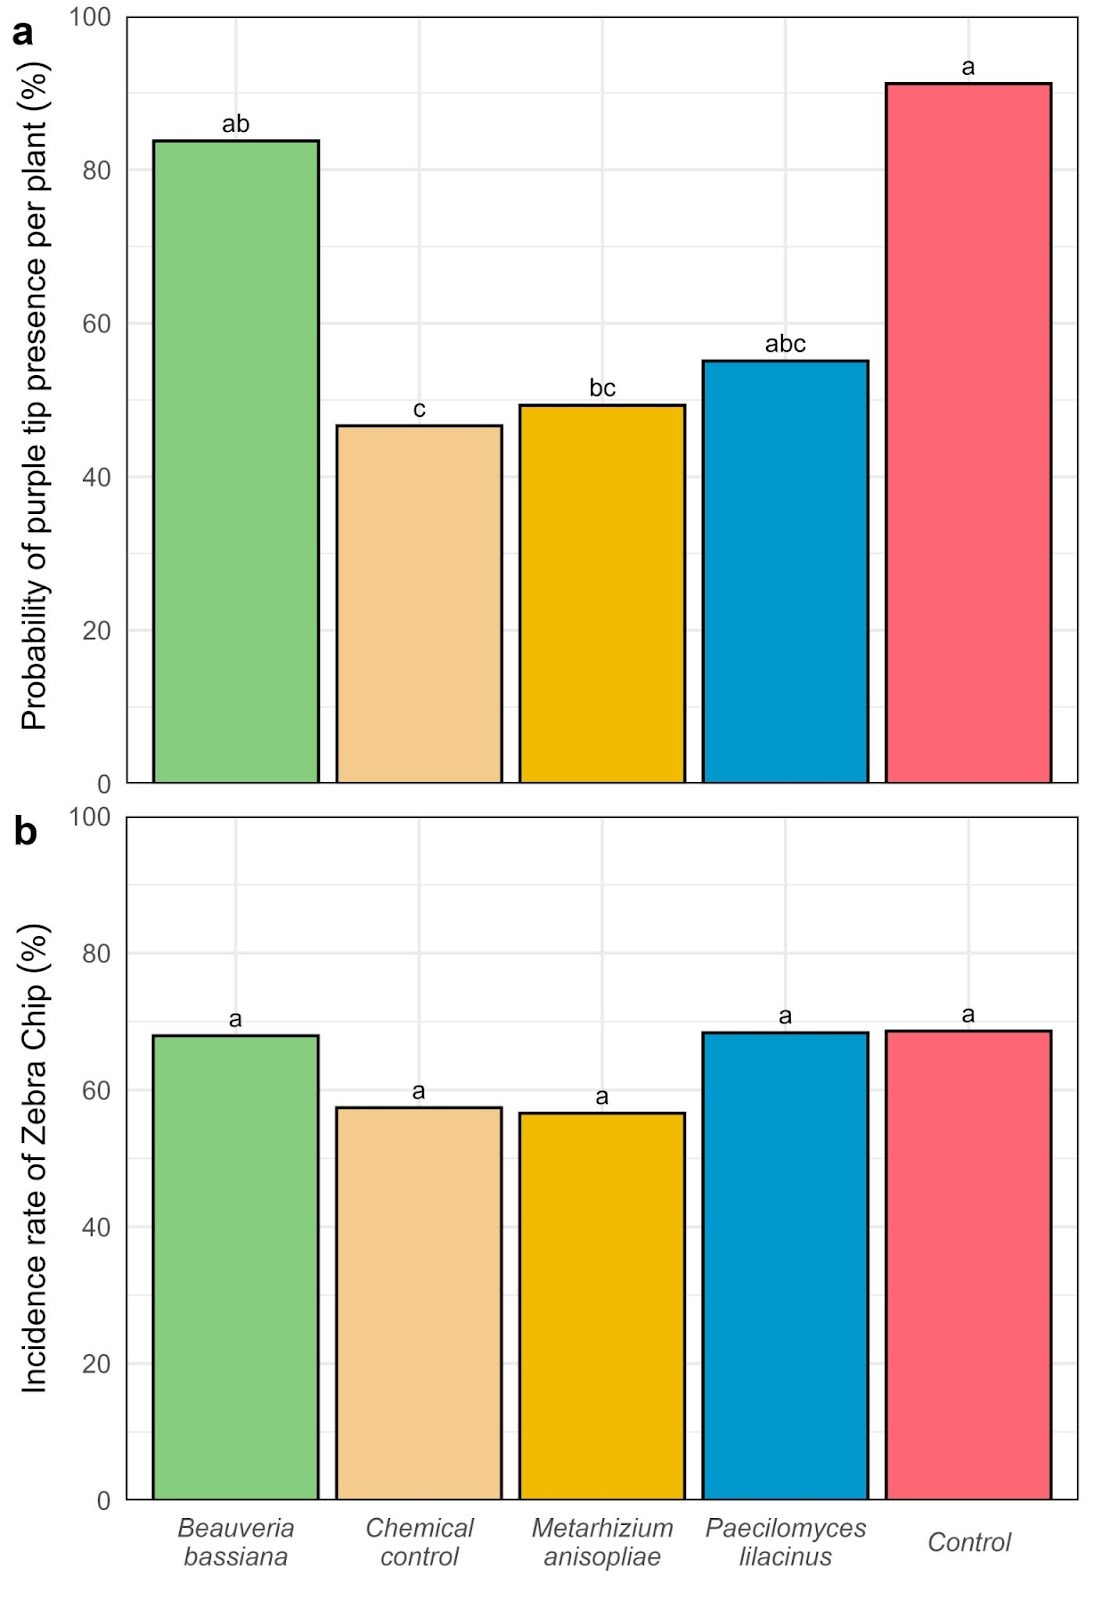 a
Probability of purple tip presence per plant (%)
100
80
60
40
20
0
ab
c
bc
abc
a
b
Incidence rate of Zebra Chip (%)
100
80
60
40
20
0
a
a
a
a
a
Beauveria
bassiana
Chemical
control
Metarhizium
anisopliae
Paecilomyces
lilacinus
Control